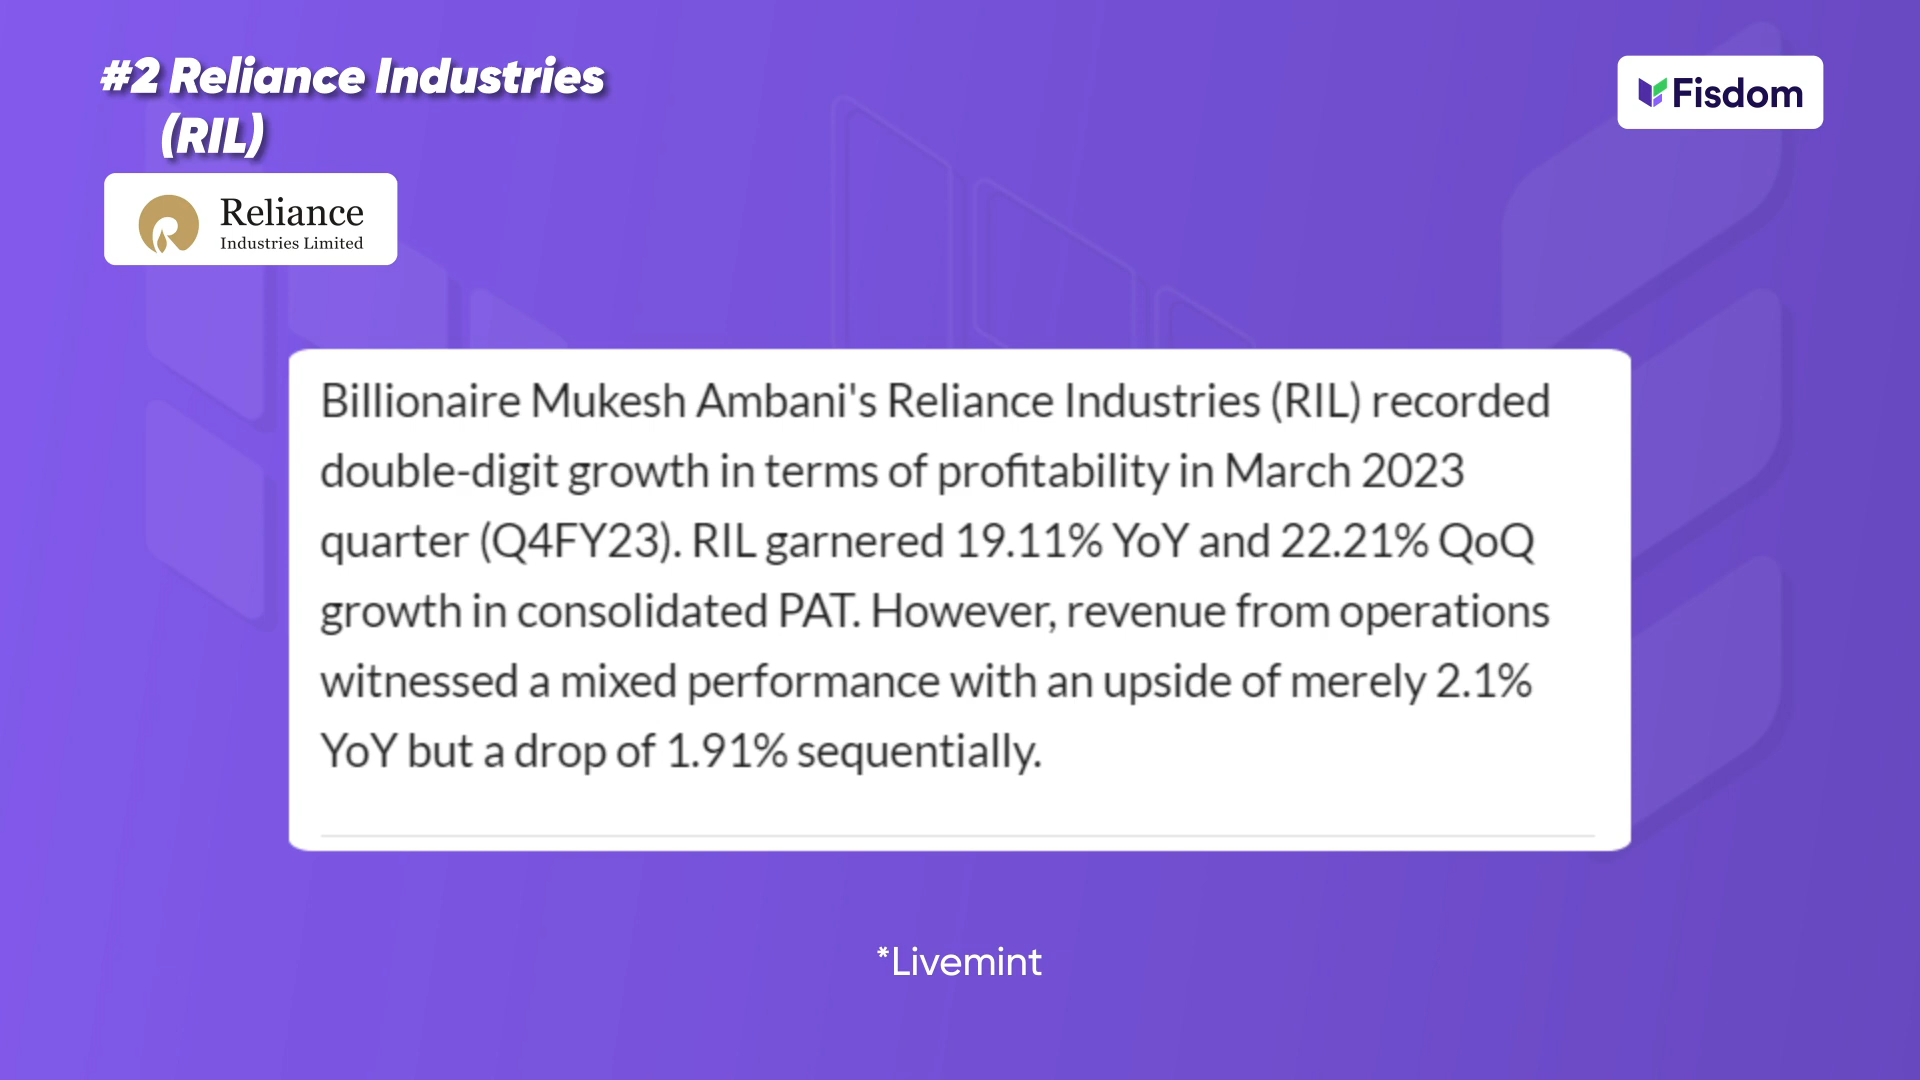 #2 Reliance Industries
(RIL)
Fisdom
Reliance
Industries Limited
Billionaire Mukesh Ambani's Reliance Industries (RIL) recorded
double-digit growth in terms of profitability in March 2023
quarter (Q4FY23). RIL garnered 19.11% YoY and 22.21% QoQ
growth in consolidated PAT. However, revenue from operations
witnessed a mixed performance with an upside of merely 2.1%
YoY but a drop of 1.91% sequentially.
*Livemint